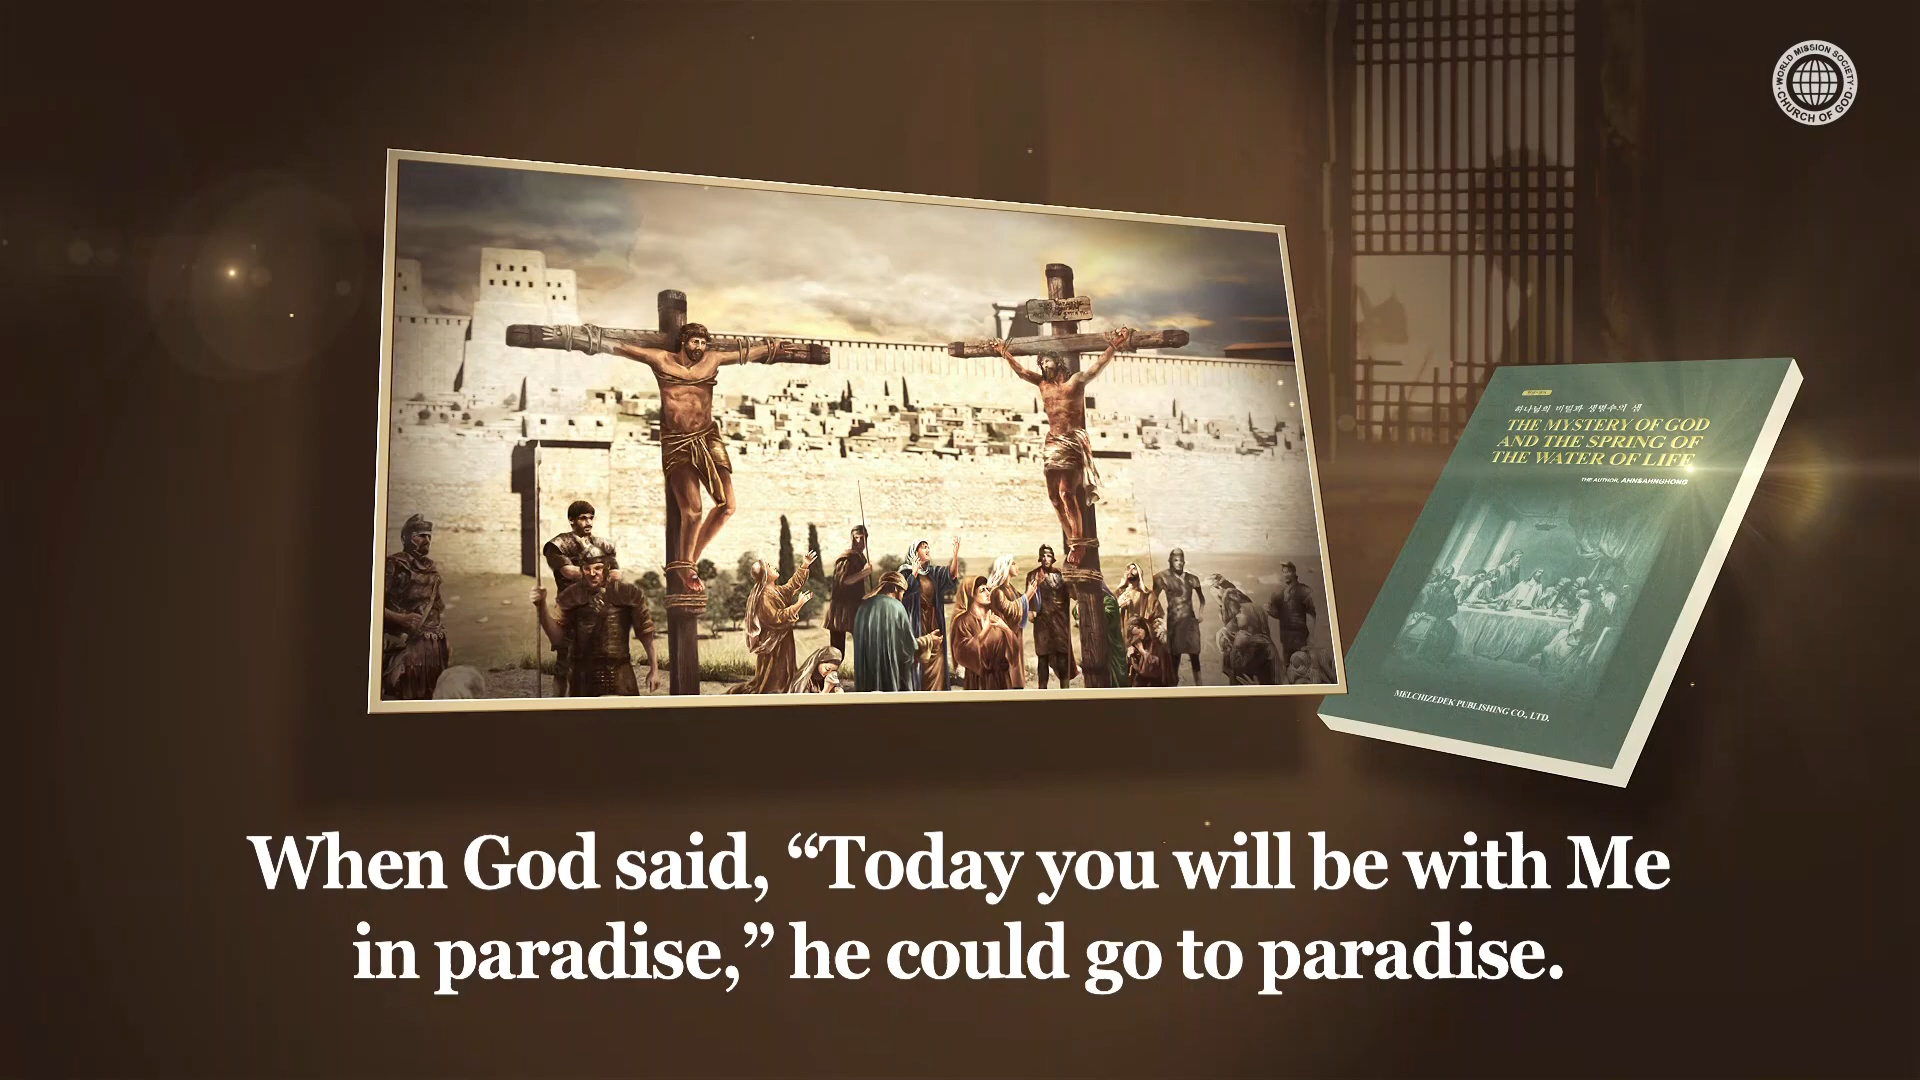 WORLD MISSION SOCIETY
CHURCH OF GOD
하나님의 비밀과 생명수의 샘
THE MYSTERY OF GOD
AND THE SPRING OF
THE WATER OF LIFE
THE AUTHOR, AHNSAHNGHONG
MELCHIZEDEK PUBLISHING CO., LTD.
When God said, “Today you will be with Me
in paradise,” he could go to paradise.